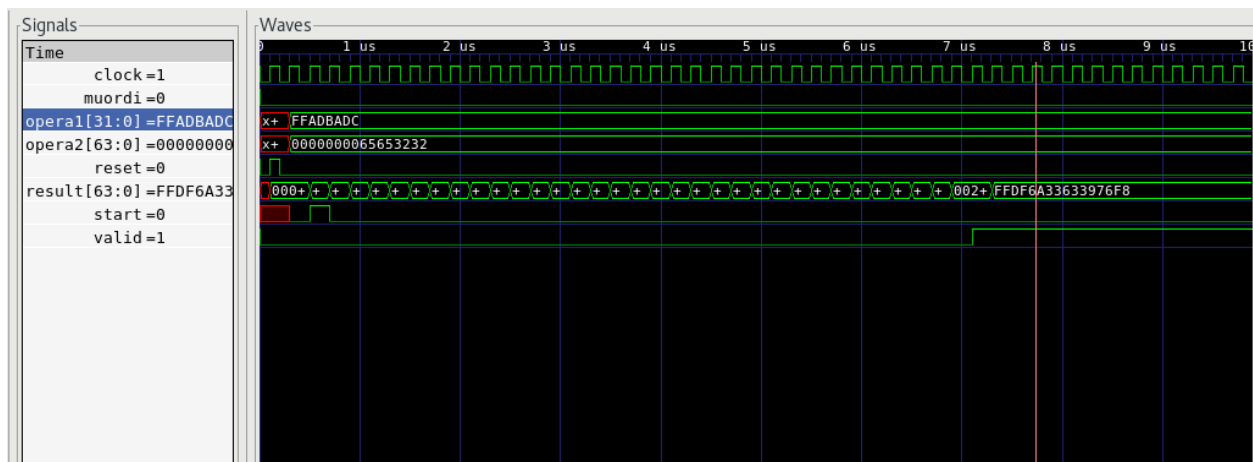 Signals
Waves
Time
0 1 us 2 us 3 us 4 us 5 us 6 us 7 us 8 us 9 us 10
clock=1
muordi=0
opera1[31:0]=FFADBADC x+ FFADBADC
opera2[63:0]=00000000 x+ 0000000065653232
reset=0
result[63:0]=FFDF6A33 000+ + + + + + + + + + + + + + + + + + + + + + + + + + + + + + + + + 002+ FFDF6A33633976F8
start=0
valid=1